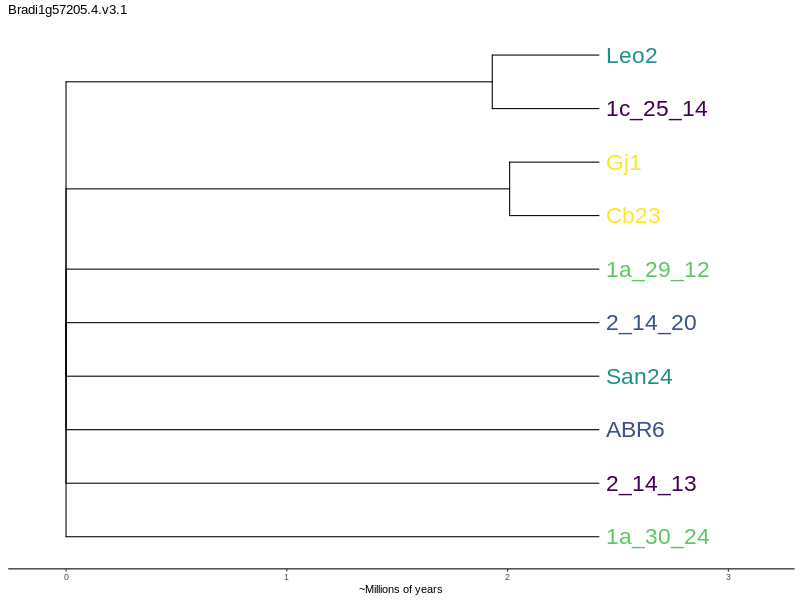 Bradi1g57205.4.v3.1
Leo2
1c_25_14
Gj1
Cb23
1a_29_12
2_14_20
San24
ABR6
2_14_13
1a_30_24
0 1 2 3
~Millions of years